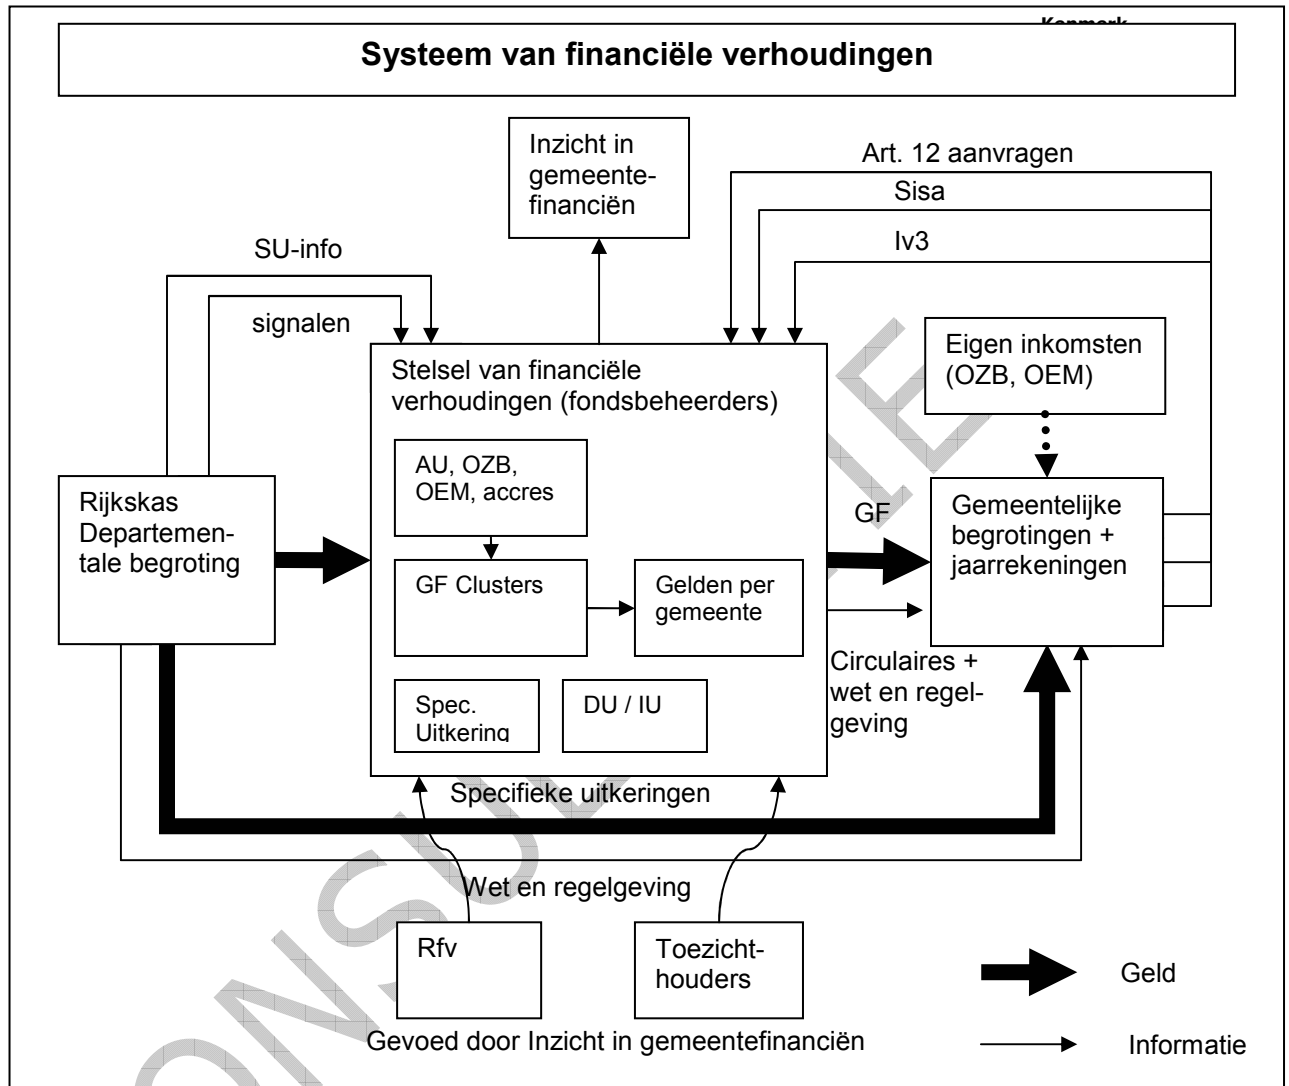 Kenmerk
Systeem van financiële verhoudingen
Inzicht in
gemeente-
financiën
Art. 12 aanvragen
Sisa
Iv3
SU-info
signalen
Stelsel van financiële
verhoudingen (fondsbeheerders)
Eigen inkomsten
(OZB, OEM)
AU, OZB,
OEM, accres
Rijkskas
Departemen-
tale begroting
GF
Gemeentelijke
begrotingen +
jaarrekeningen
GF Clusters
Gelden per
gemeente
Circulaires +
wet en regel-
geving
Spec.
Uitkering
DU / IU
Specifieke uitkeringen
Wet en regelgeving
Rfv
Toezicht-
houders
Geld
Gevoed door Inzicht in gemeentefinanciën
Informatie